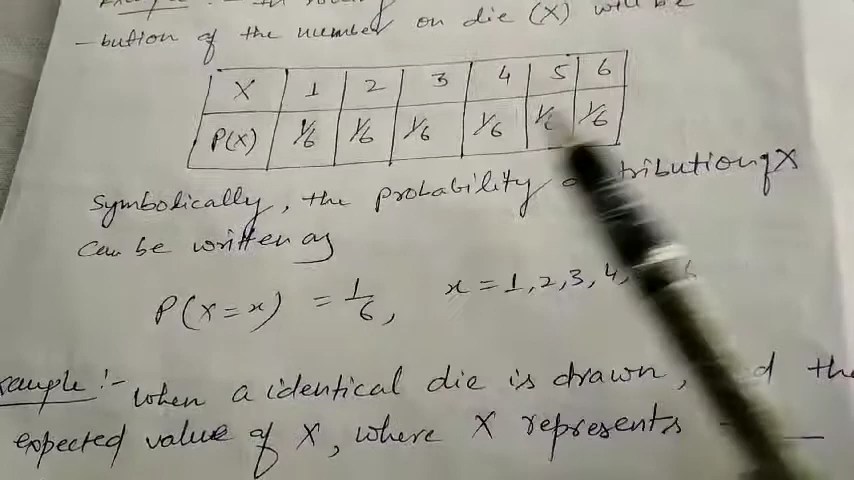 -bution of the number on die (X) will be
X 1 2 3 4 5 6
P(X) 1/6 1/6 1/6 1/6 1/6 1/6
Symbolically, the probability of X
Can be written as
P(X=x) = 1/6, x = 1,2,3,4,
Example :- When a identical die is drawn, the
expected value of X, where X represents